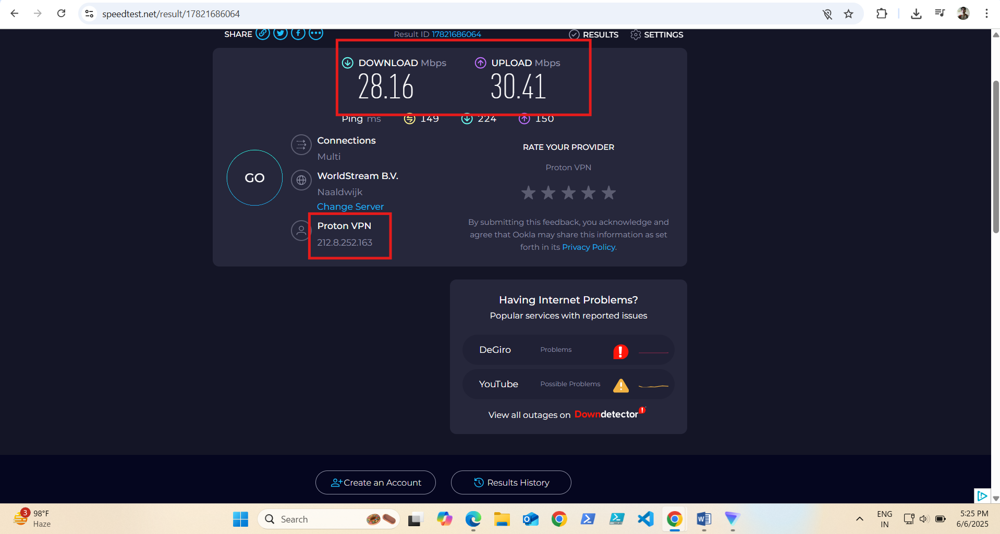 speedtest.net/result/17821686064
SHARE
Result ID 17821686064
RESULTS
SETTINGS
DOWNLOAD Mbps
28.16
UPLOAD Mbps
30.41
Ping ms 149 224 150
GO
Connections
Multi
WorldStream B.V.
Naaldwijk
Change Server
Proton VPN
212.8.252.163
RATE YOUR PROVIDER
Proton VPN
By submitting this feedback, you acknowledge and
agree that Ookla may share this information as set
forth in its Privacy Policy.
Having Internet Problems?
Popular services with reported issues
DeGiro Problems
YouTube Possible Problems
View all outages on Downdetector
Create an Account
Results History
3
98°F
Haze
Search
ENG
IN
5:25 PM
6/6/2025